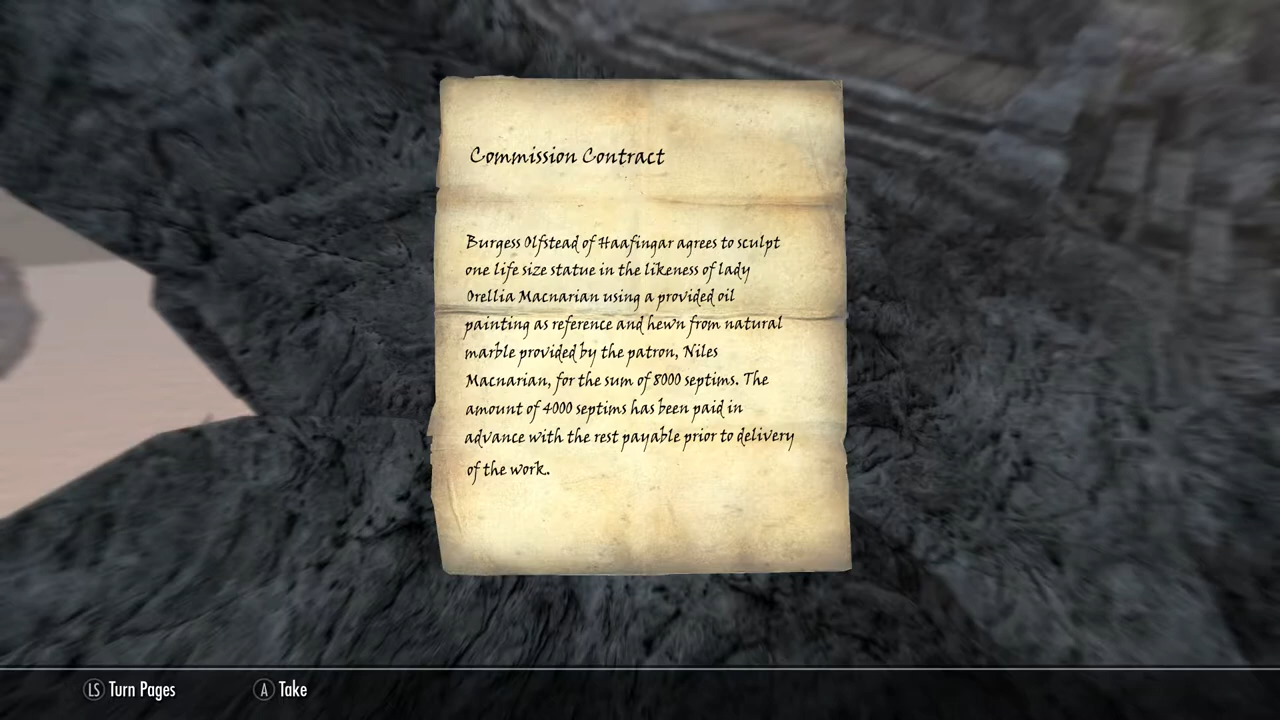 Commission Contract
Burgess Olfstead of Haafingar agrees to sculpt
one life size statue in the likeness of lady
Orellia Macnarian using a provided oil
painting as reference and hewn from natural
marble provided by the patron, Niles
Macnarian, for the sum of 8000 septims. The
amount of 4000 septims has been paid in
advance with the rest payable prior to delivery
of the work.
LS Turn Pages A Take